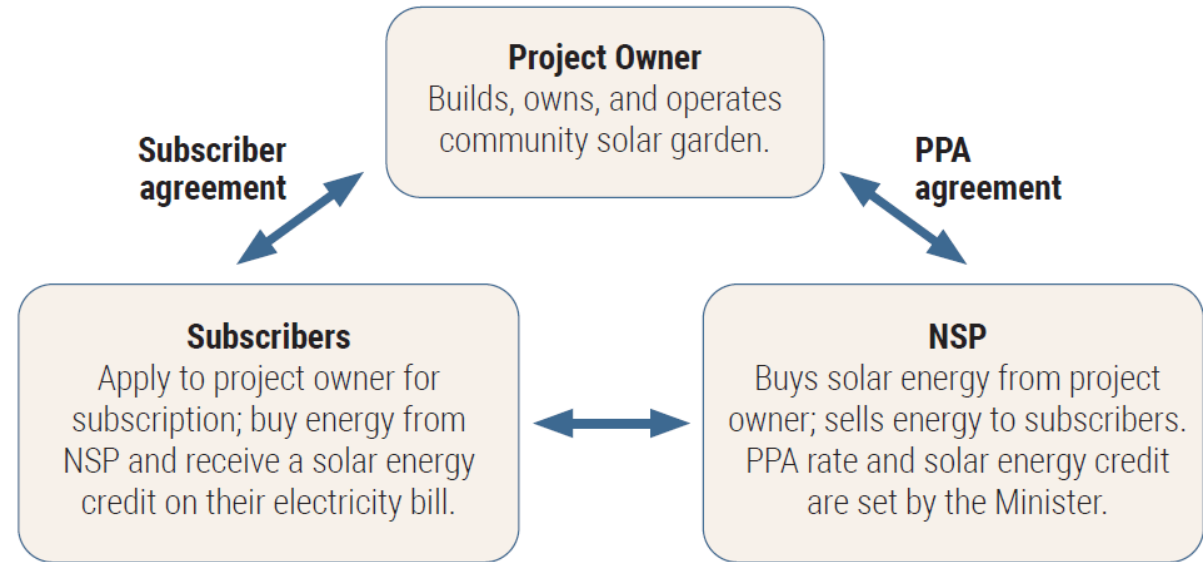 Project Owner
Builds, owns, and operates
community solar garden.
Subscriber
agreement
PPA
agreement
Subscribers
Apply to project owner for
subscription; buy energy from
NSP and receive a solar energy
credit on their electricity bill.
NSP
Buys solar energy from project
owner; sells energy to subscribers.
PPA rate and solar energy credit
are set by the Minister.